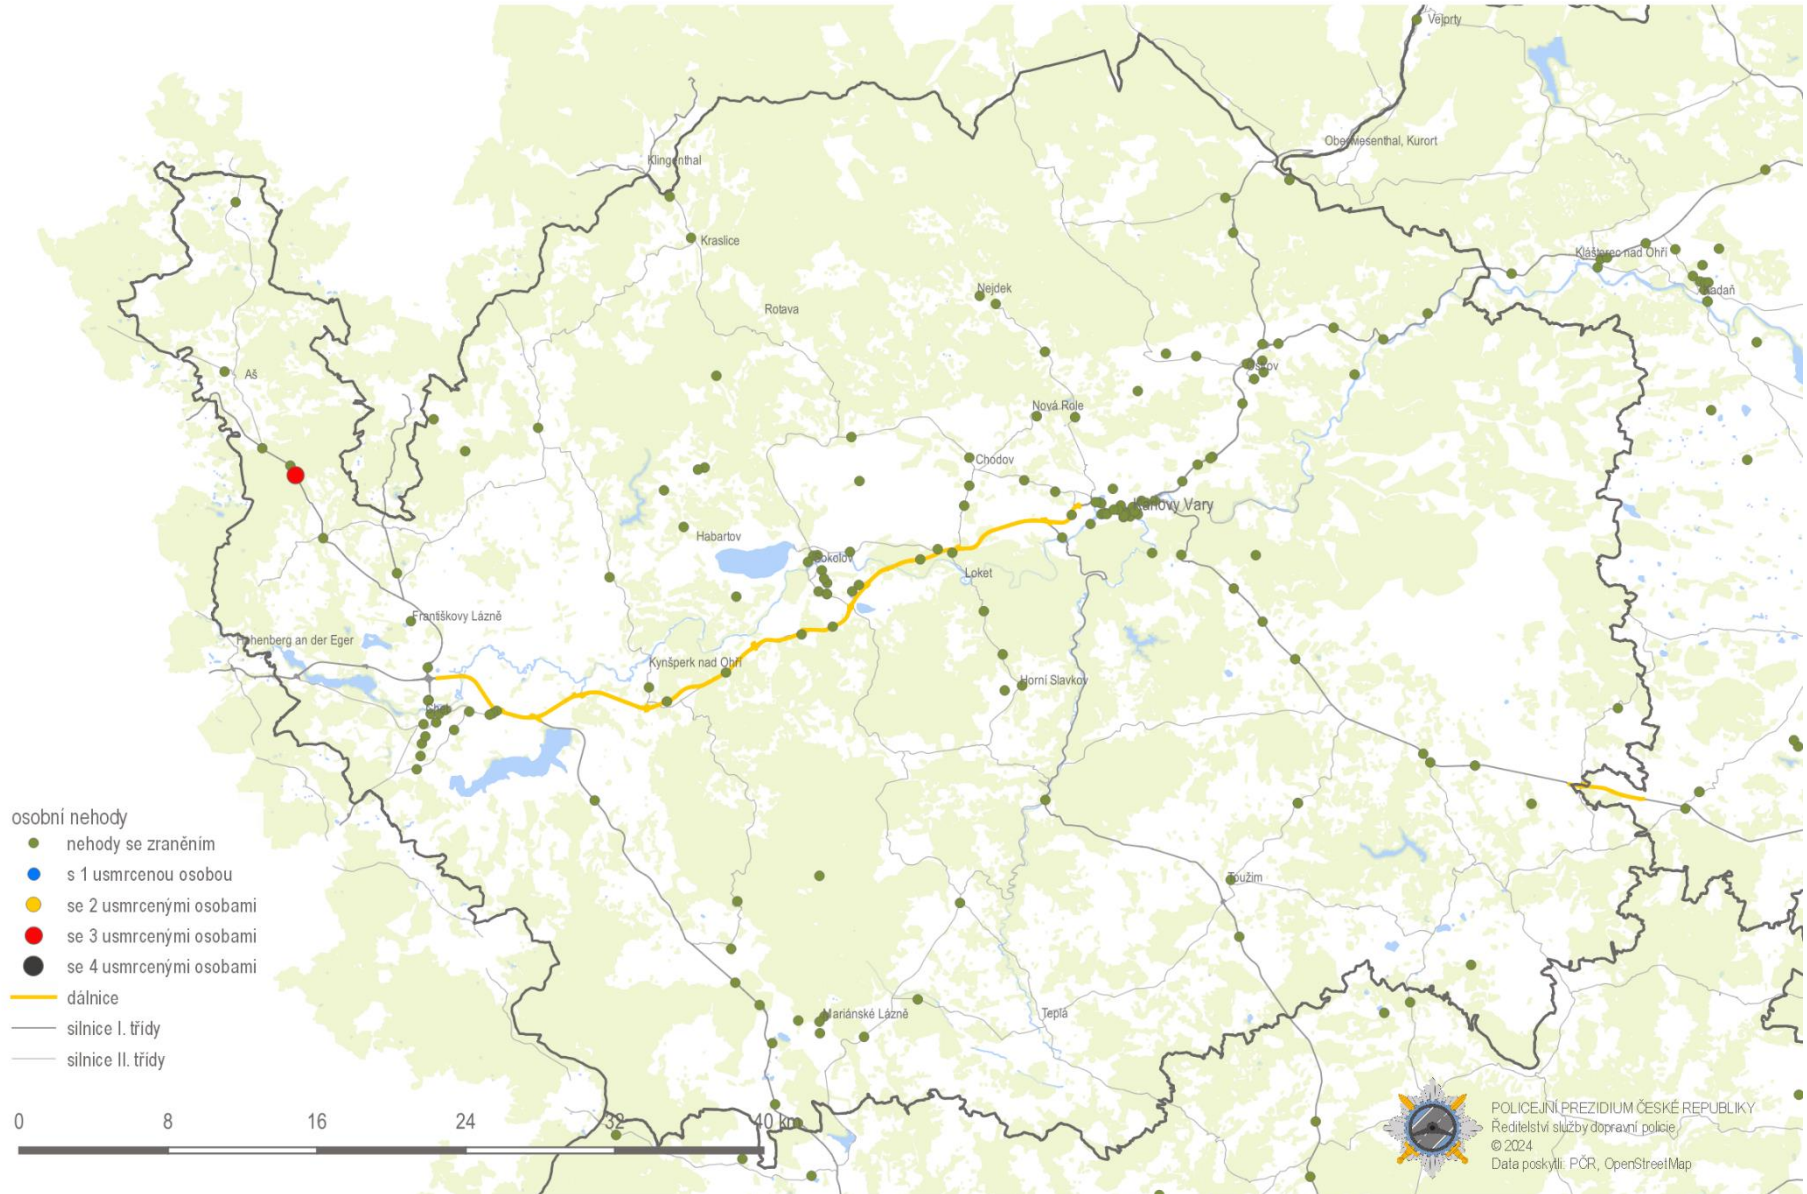 Vejprty
Oberwiesenthal, Kurort
Klingenthal
Kraslice
Klášterec nad Ohří
Kadaň
Nejdek
Rotava
Aš
Ostrov
Nová Role
Chodov
Karlovy Vary
Habartov
Sokolov
Loket
Františkovy Lázně
Hohenberg an der Eger
Kynšperk nad Ohří
Horní Slavkov
Cheb
Toužim
Mariánské Lázně
Teplá
osobní nehody
nehody se zraněním
s 1 usmrcenou osobou
se 2 usmrcenými osobami
se 3 usmrcenými osobami
se 4 usmrcenými osobami
dálnice
silnice I. třídy
silnice II. třídy
0 8 16 24 32 40 km
POLICEJNÍ PREZIDIUM ČESKÉ REPUBLIKY
Ředitelství služby dopravní policie
© 2024
Data poskytli: PČR, OpenStreetMap